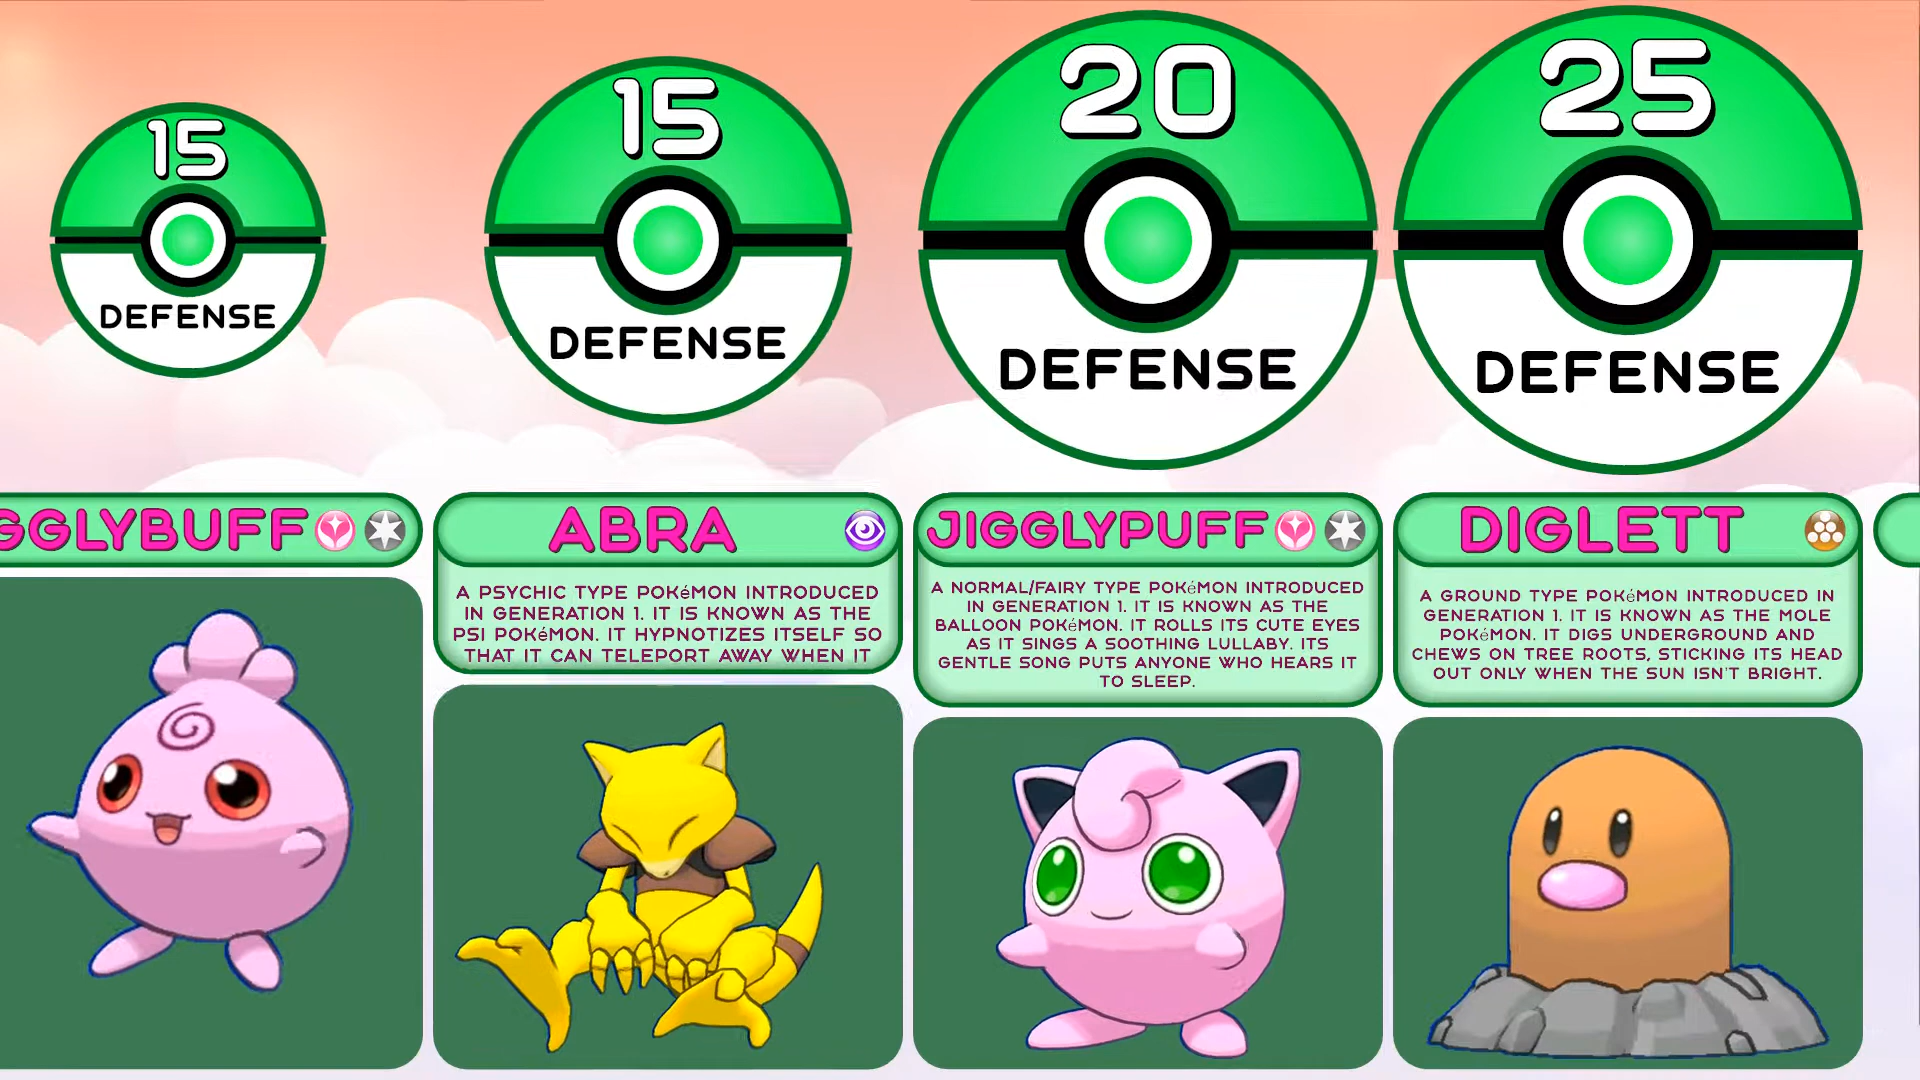 15
DEFENSE
15
DEFENSE
20
DEFENSE
25
DEFENSE
GGLYBUFF
ABRA
A PSYCHIC TYPE POKéMON INTRODUCED
IN GENERATION 1. IT IS KNOWN AS THE
PSI POKéMON. IT HYPNOTIZES ITSELF SO
THAT IT CAN TELEPORT AWAY WHEN IT
JIGGLYPUFF
A NORMAL/FAIRY TYPE POKéMON INTRODUCED
IN GENERATION 1. IT IS KNOWN AS THE
BALLOON POKéMON. IT ROLLS ITS CUTE EYES
AS IT SINGS A SOOTHING LULLABY. ITS
GENTLE SONG PUTS ANYONE WHO HEARS IT
TO SLEEP.
DIGLETT
A GROUND TYPE POKéMON INTRODUCED IN
GENERATION 1. IT IS KNOWN AS THE MOLE
POKéMON. IT DIGS UNDERGROUND AND
CHEWS ON TREE ROOTS, STICKING ITS HEAD
OUT ONLY WHEN THE SUN ISN'T BRIGHT.